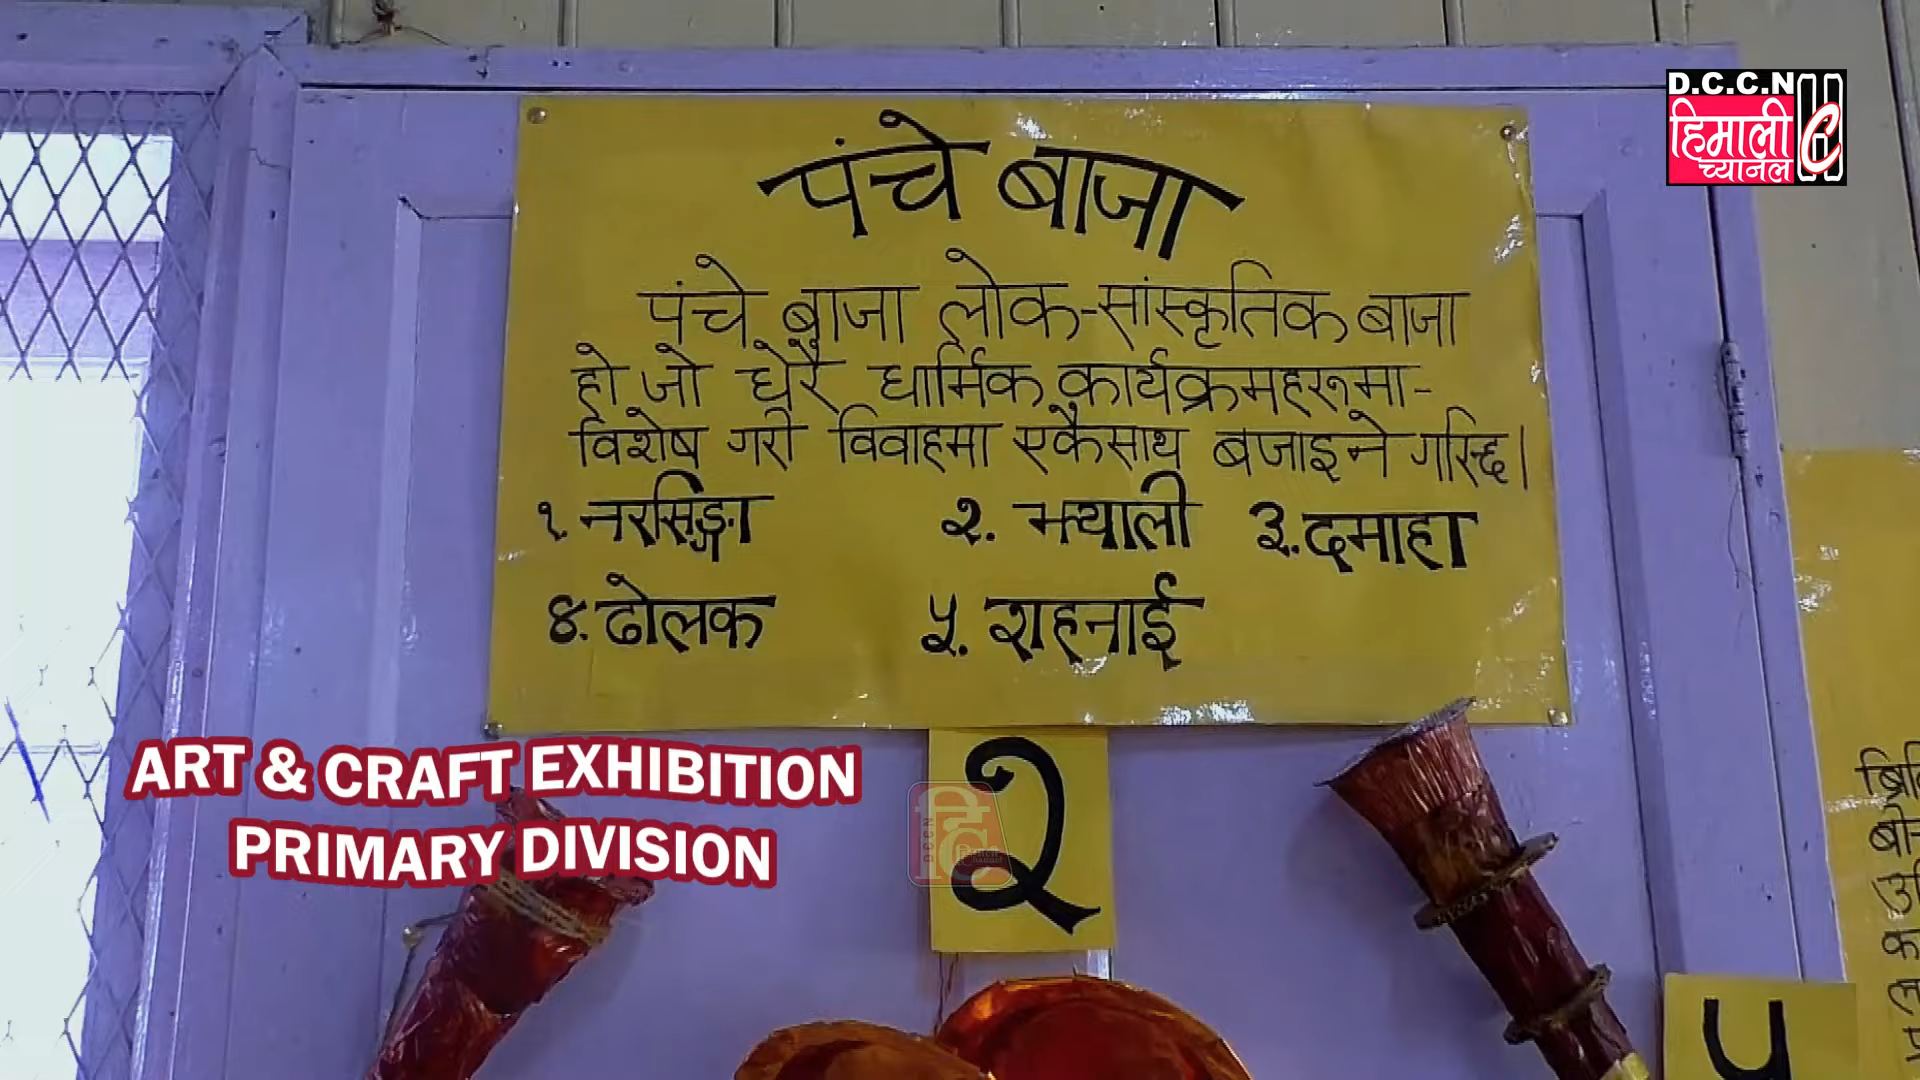 D.C.C.N
हिमाली
च्यानल
पंचे बाजा
पंचे बाजा लोक-सांस्कृतिक बाजा
हो जो धेरै धार्मिक कार्यक्रमहरूमा-
विशेष गरी विवाहमा एकैसाथ बजाइने गरिन्छ।
१. नरसिङ्गा २. झ्याली ३. दमाहा
४. ढोलक ५. शहनाई
ART & CRAFT EXHIBITION
PRIMARY DIVISION
२
५